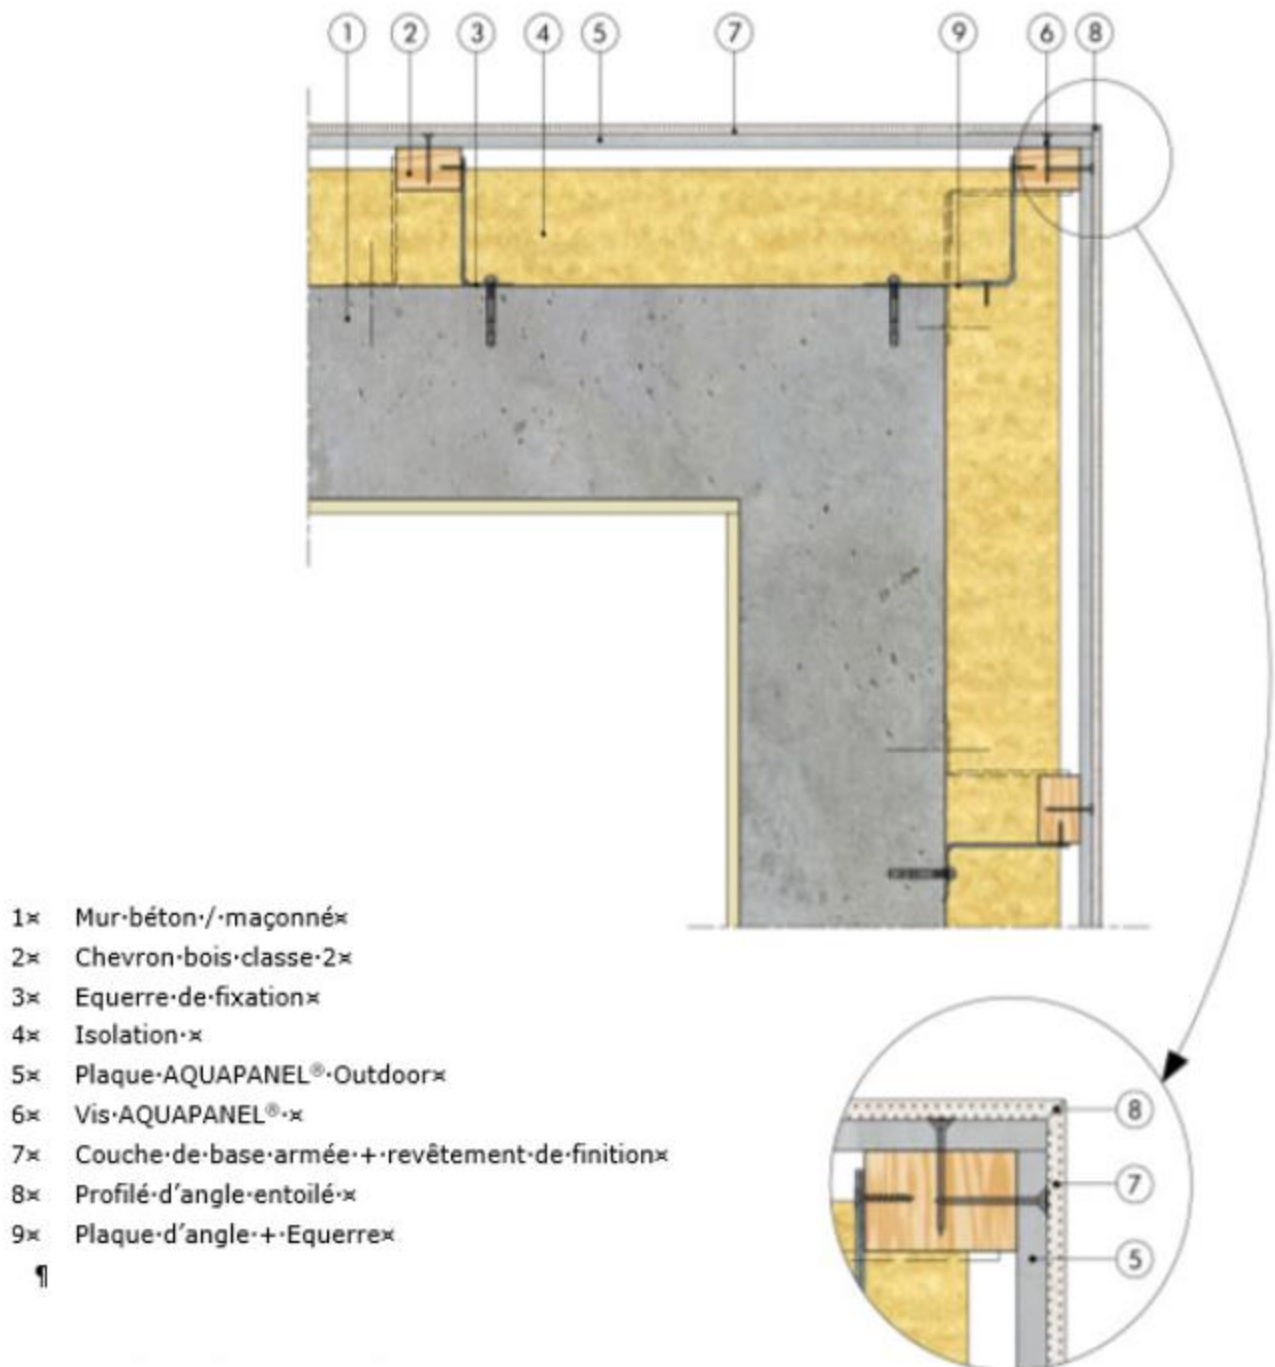 1 2 3 4 5 7 9 6 8
1¤ Mur·béton·/·maçonné¤
2¤ Chevron·bois·classe·2¤
3¤ Equerre·de·fixation¤
4¤ Isolation·¤
5¤ Plaque·AQUAPANEL®·Outdoor¤
6¤ Vis·AQUAPANEL®·¤
7¤ Couche·de·base·armée·+·revêtement·de·finition¤
8¤ Profilé·d’angle·entoilé·¤
9¤ Plaque·d’angle·+·Equerre¤
¶
8
7
5